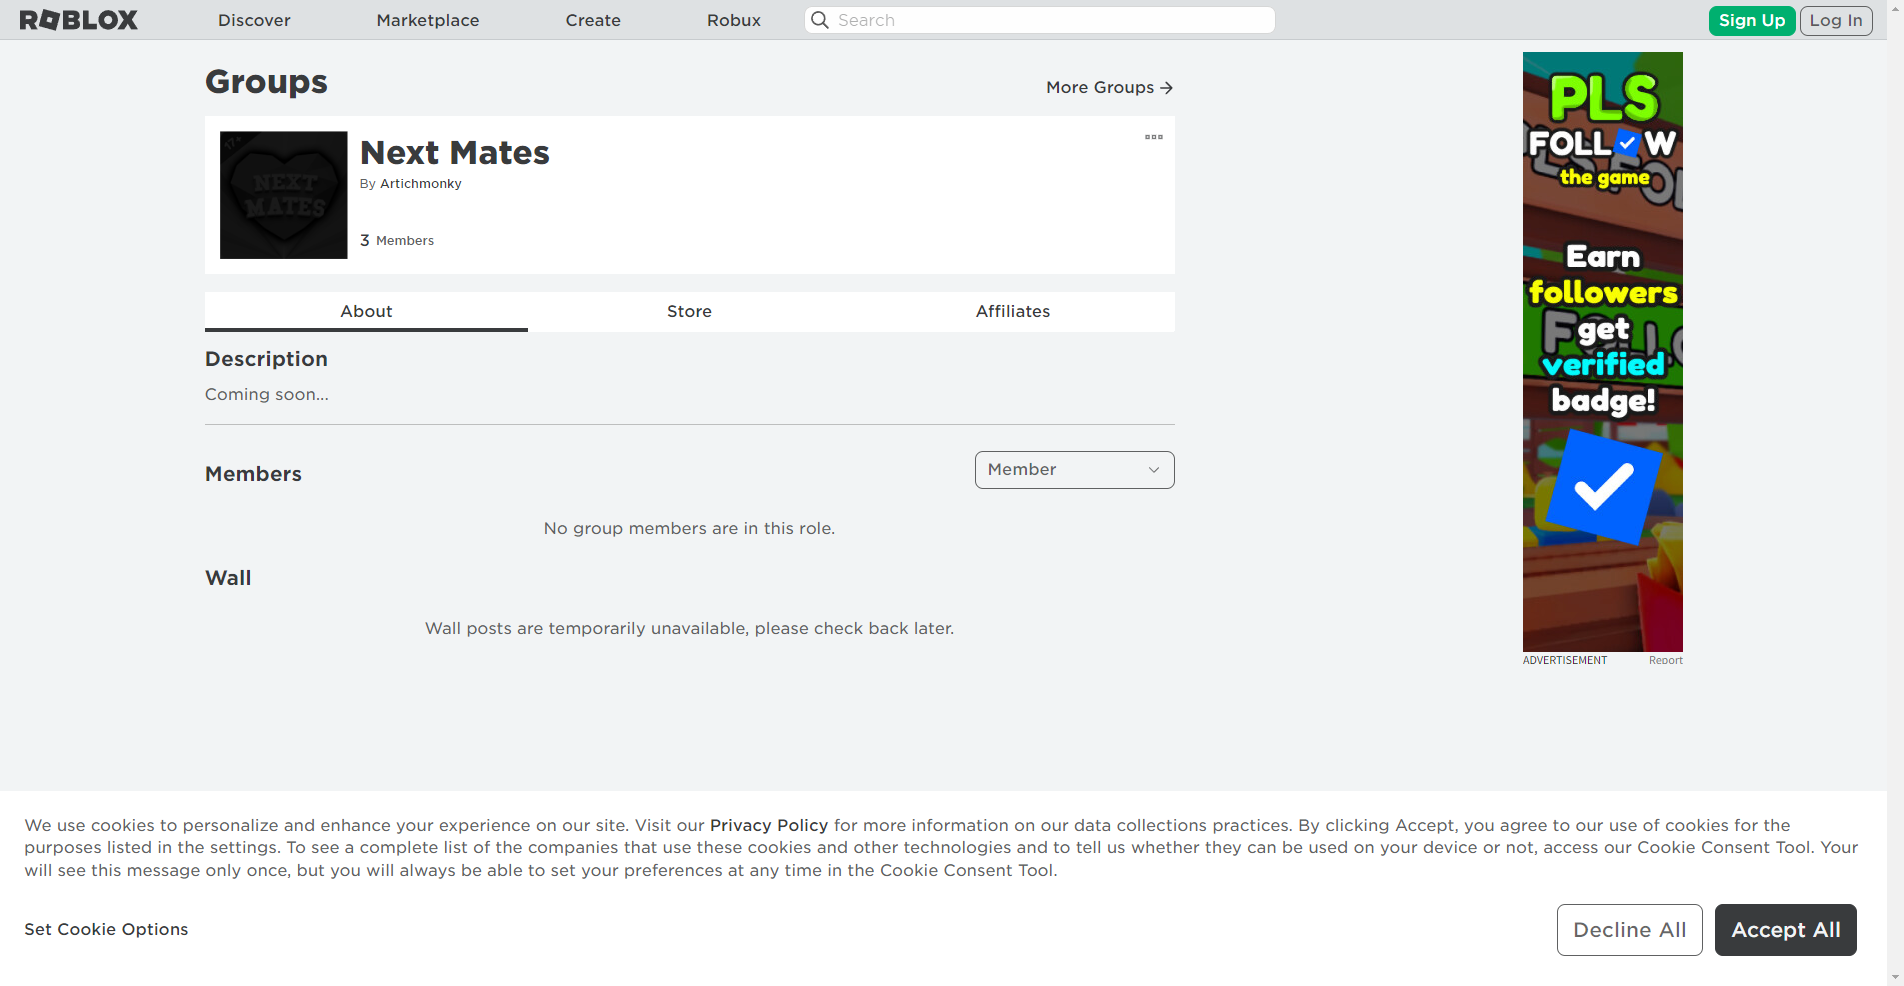 ROBLOX
Discover
Marketplace
Create
Robux
Search
Sign Up
Log In
Groups
More Groups
17+
NEXT
MATES
Next Mates
By Artichmonky
3 Members
About
Store
Affiliates
Description
Coming soon...
Members
Member
No group members are in this role.
Wall
Wall posts are temporarily unavailable, please check back later.
PLS
FOLLOW
the game
Earn
followers
get
verified
badge!
ADVERTISEMENT
Report
We use cookies to personalize and enhance your experience on our site. Visit our Privacy Policy for more information on our data collections practices. By clicking Accept, you agree to our use of cookies for the
purposes listed in the settings. To see a complete list of the companies that use these cookies and other technologies and to tell us whether they can be used on your device or not, access our Cookie Consent Tool. Your
will see this message only once, but you will always be able to set your preferences at any time in the Cookie Consent Tool.
Set Cookie Options
Decline All
Accept All